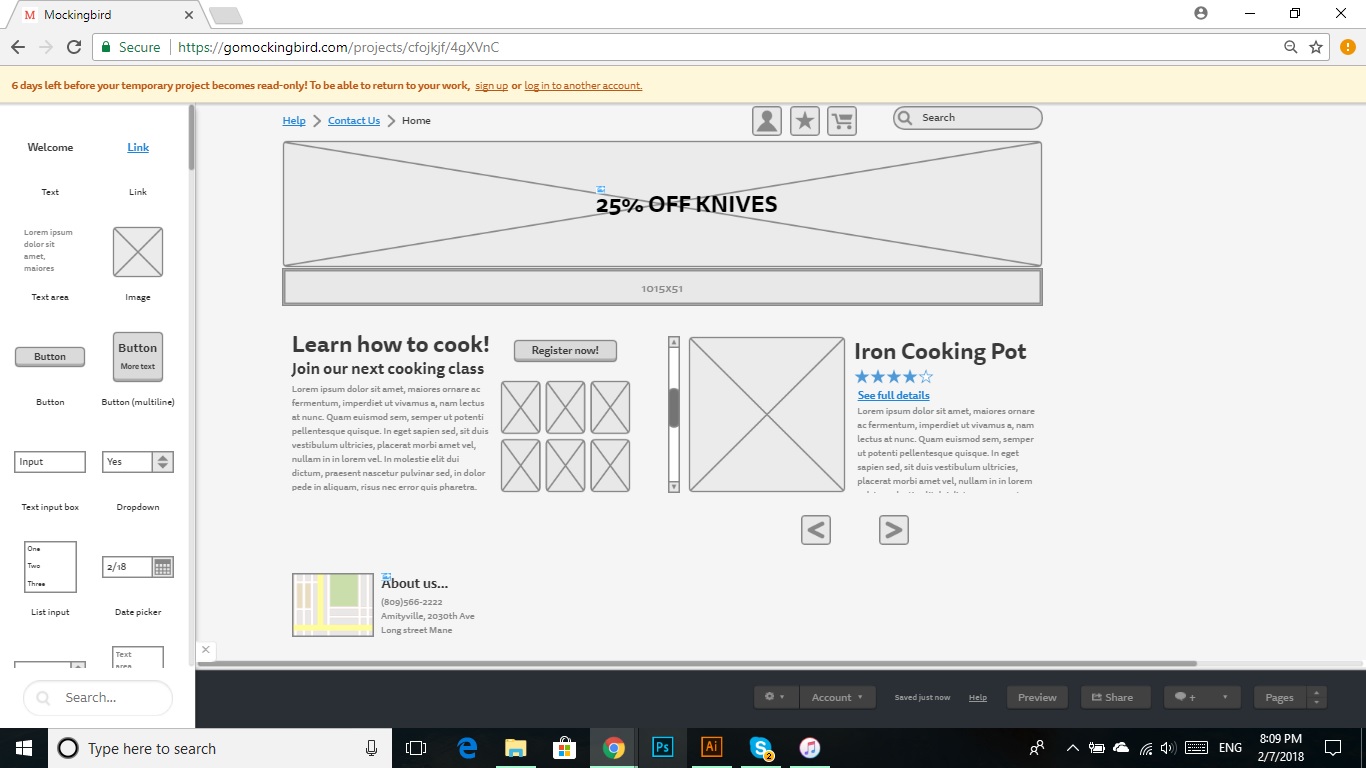 M Mockingbird
Secure https://gomockingbird.com/projects/cfojkjf/4gXVnC
6 days left before your temporary project becomes read-only! To be able to return to your work, sign up or log in to another account.
Welcome
Link
Text
Link
Lorem ipsum
dolor sit
amet,
maiores
Text area
Image
Button
Button
More text
Button
Button (multiline)
Input
Yes
Text input box
Dropdown
One
Two
Three
2/18
List input
Date picker
Text
area
Search...
Help
Contact Us
Home
Search
25% OFF KNIVES
1015x51
Learn how to cook!
Join our next cooking class
Lorem ipsum dolor sit amet, maiores ornare ac
fermentum, imperdiet ut vivamus a, nam lectus
at nunc. Quam euismod sem, semper ut potenti
pellentesque quisque. In eget sapien sed, sit duis
vestibulum ultricies, placerat morbi amet vel,
nullam in in lorem vel. In molestie elit dui
dictum, praesent nascetur pulvinar sed, in dolor
pede in aliquam, risus nec error quis pharetra.
Register now!
Iron Cooking Pot
See full details
Lorem ipsum dolor sit amet, maiores ornare
ac fermentum, imperdiet ut vivamus a, nam
lectus at nunc. Quam euismod sem, semper
ut potenti pellentesque quisque. In eget
sapien sed, sit duis vestibulum ultricies,
placerat morbi amet vel, nullam in in lorem
< >
About us...
(809)566-2222
Amityville, 2030th Ave
Long street Mane
Account
Saved just now
Help
Preview
Share
+
Pages
Type here to search
Ps
Ai
2
ENG
8:09 PM
2/7/2018